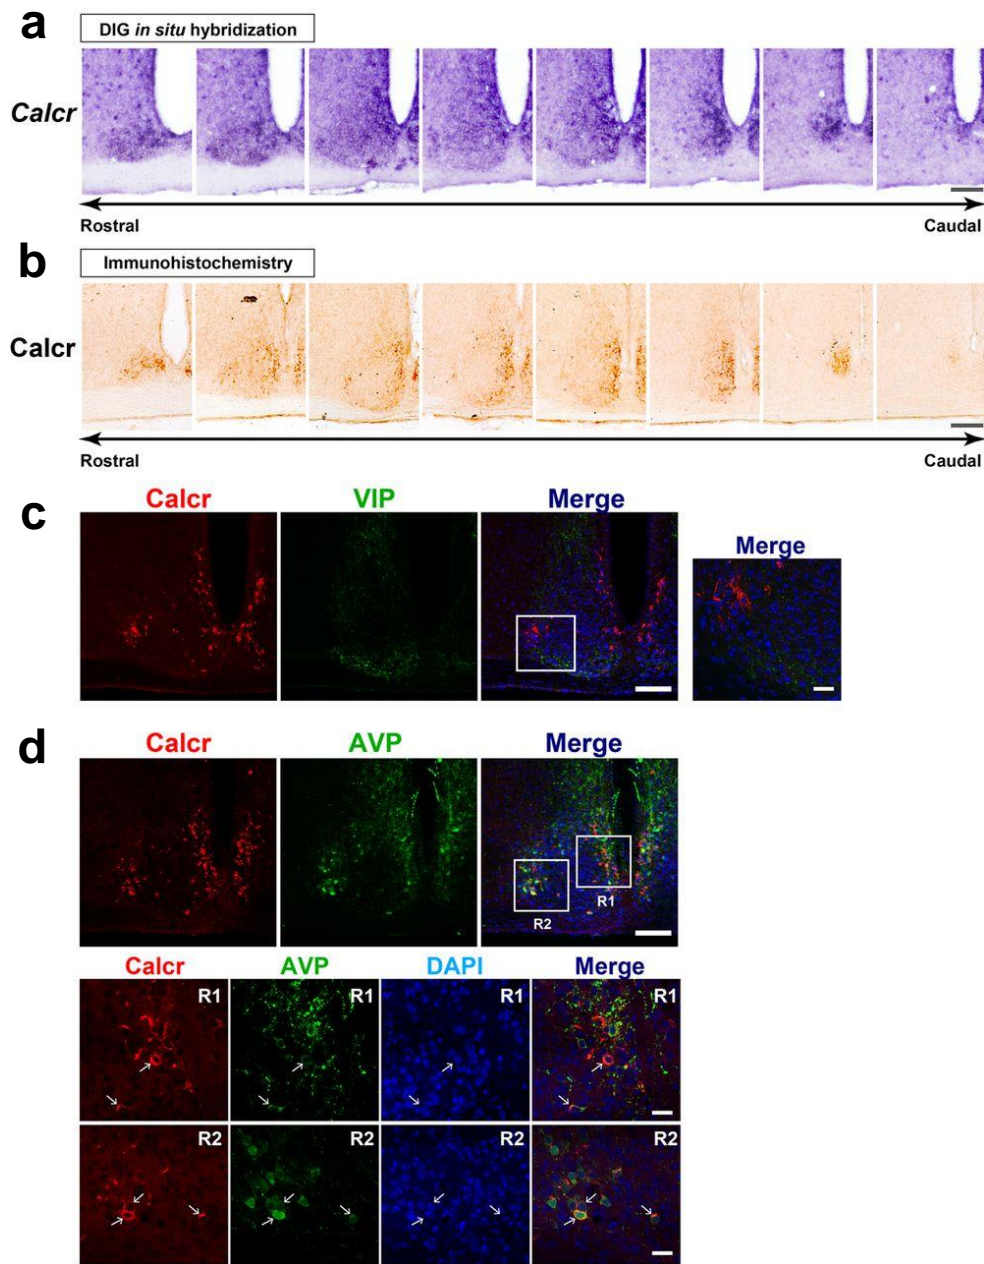 a
DIG in situ hybridization
Calcr
Rostral
Caudal
b
Immunohistochemistry
Calcr
Rostral
Caudal
c
Calcr
VIP
Merge
Merge
d
Calcr
AVP
Merge
R1
R2
Calcr
AVP
DAPI
Merge
R1
R1
R1
R1
R2
R2
R2
R2